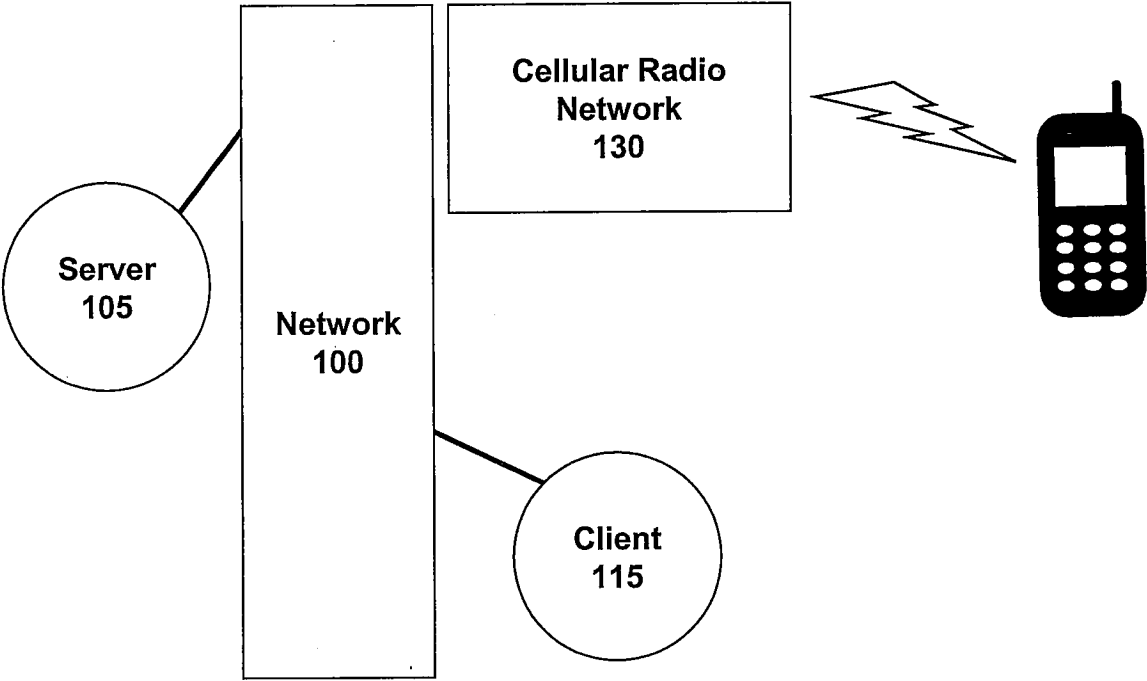 Cellular Radio
Network
130
Server
105
Network
100
Client
115